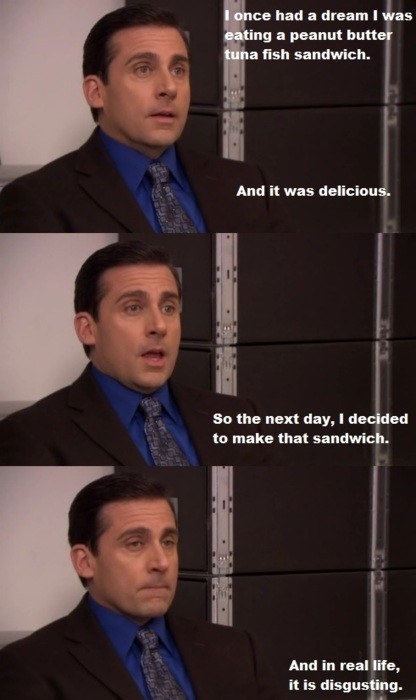 I once had a dream I was
eating a peanut butter
tuna fish sandwich.
And it was delicious.
So the next day, I decided
to make that sandwich.
And in real life,
it is disgusting.